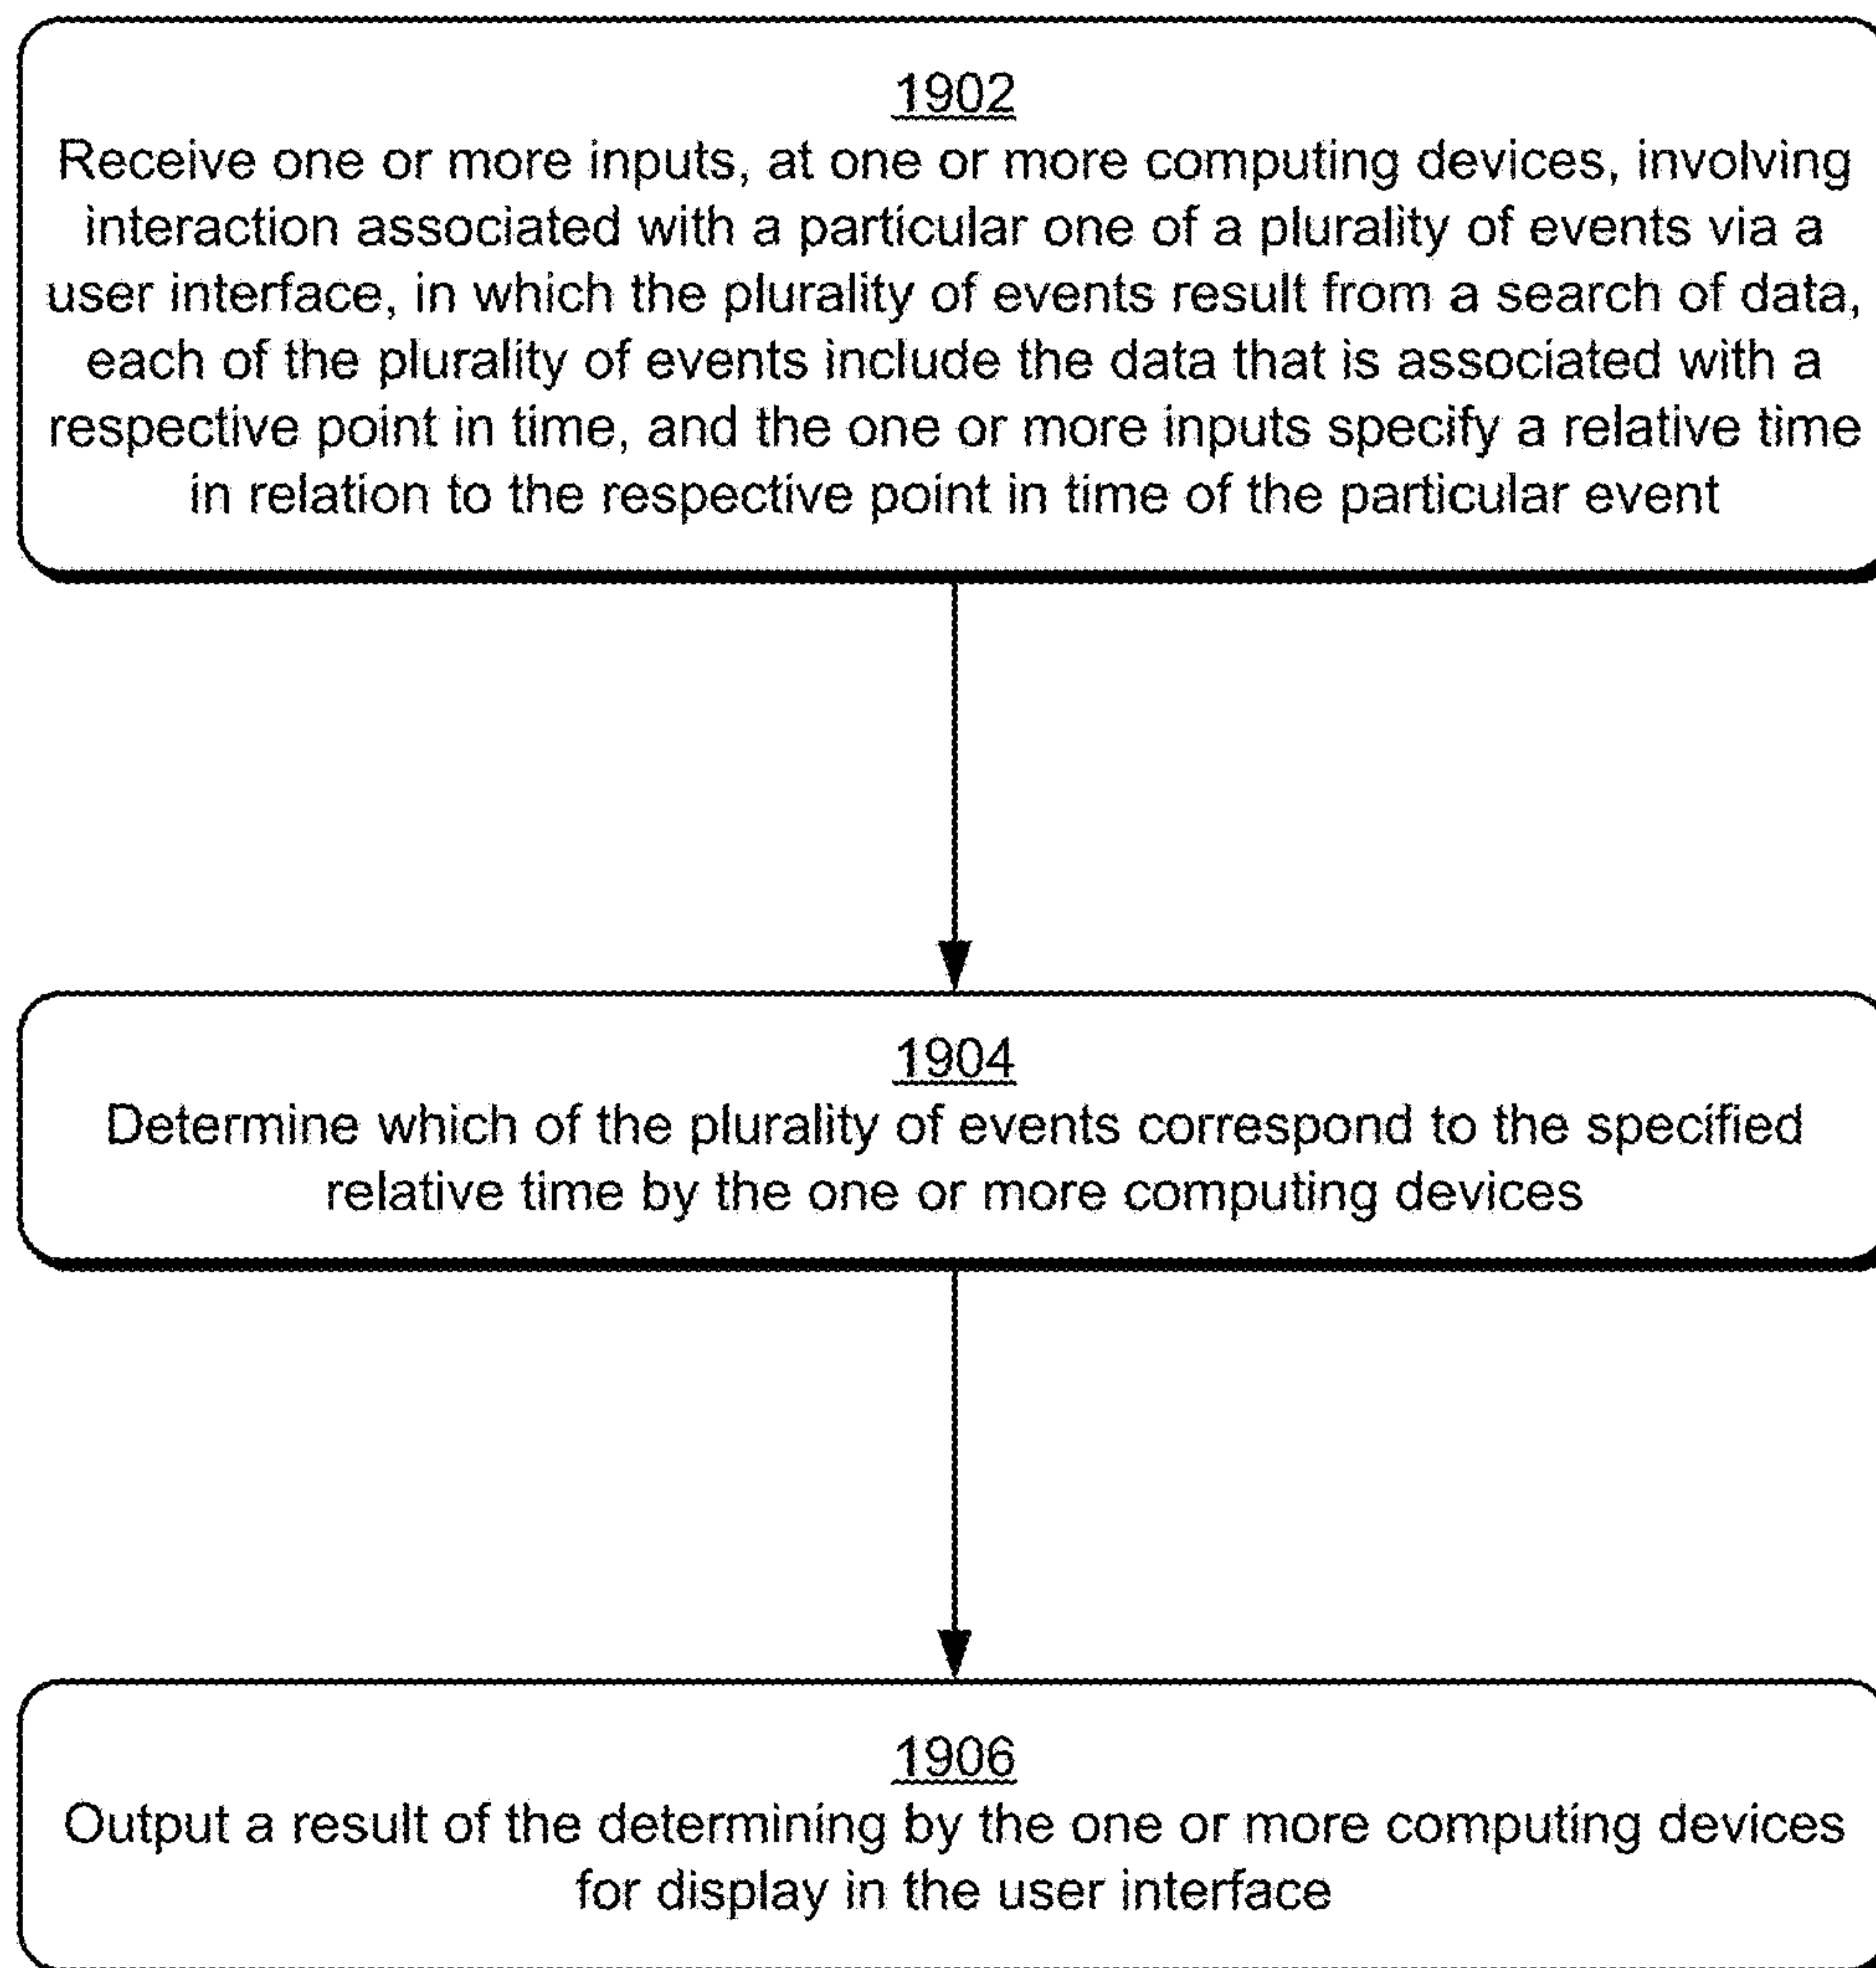 1902
Receive one or more inputs, at one or more computing devices, involving
interaction associated with a particular one of a plurality of events via a
user interface, in which the plurality of events result from a search of data,
each of the plurality of events include the data that is associated with a
respective point in time, and the one or more inputs specify a relative time
in relation to the respective point in time of the particular event
1904
Determine which of the plurality of events correspond to the specified
relative time by the one or more computing devices
1906
Output a result of the determining by the one or more computing devices
for display in the user interface